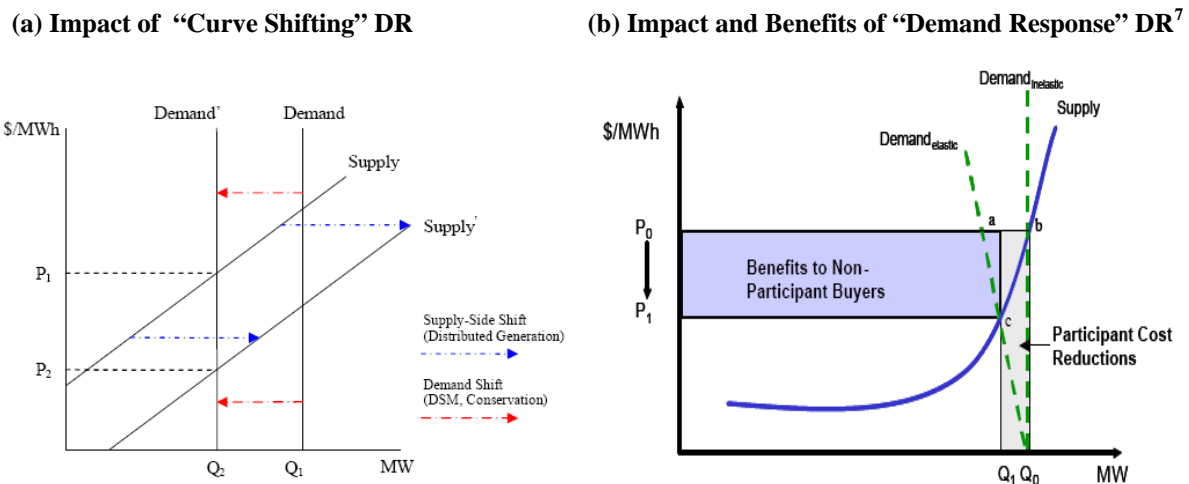 (a) Impact of “Curve Shifting” DR
$/MWh
Demand’
Demand
Supply
Supply’
P1
P2
Supply-Side Shift
(Distributed Generation)
Demand Shift
(DSM, Conservation)
Q2
Q1
MW
(b) Impact and Benefits of “Demand Response” DR7
$/MWh
Demandinelastic
Supply
Demandelastic
P0
a
b
Benefits to Non-
Participant Buyers
P1
c
Participant Cost
Reductions
Q1 Q0
MW